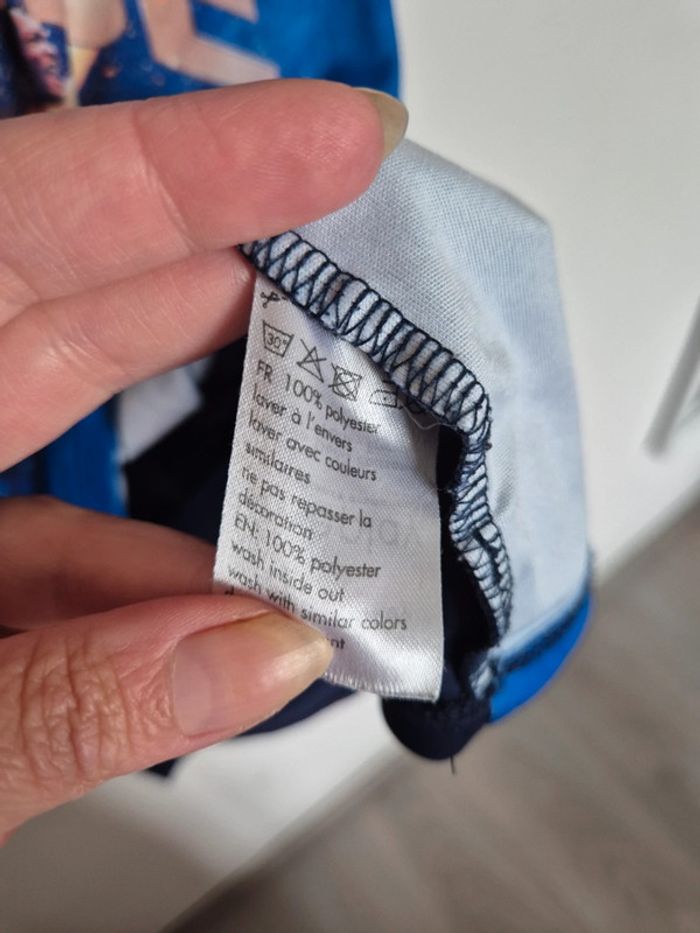 30°
FR 100% polyester
laver à l'envers
laver avec couleurs
similaires
ne pas repasser la
décoration
EN: 100% polyester
wash inside out
wash with similar colors